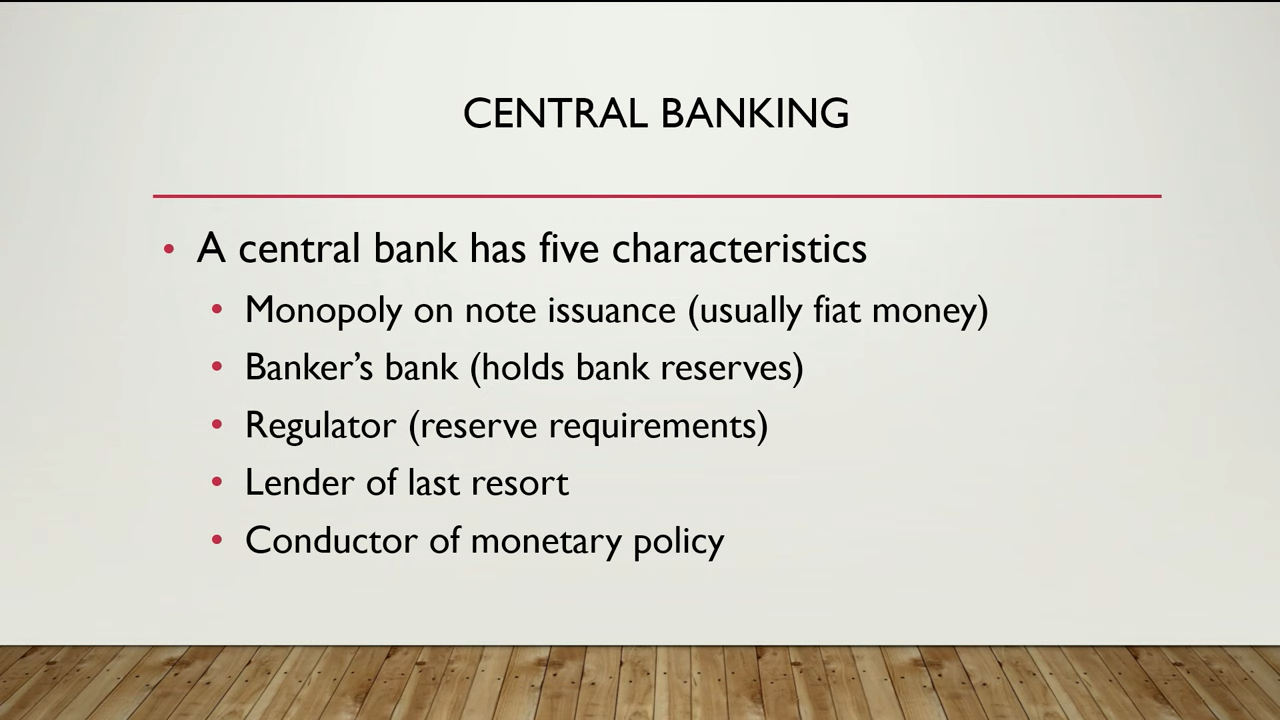 CENTRAL BANKING
• A central bank has five characteristics
• Monopoly on note issuance (usually fiat money)
• Banker’s bank (holds bank reserves)
• Regulator (reserve requirements)
• Lender of last resort
• Conductor of monetary policy